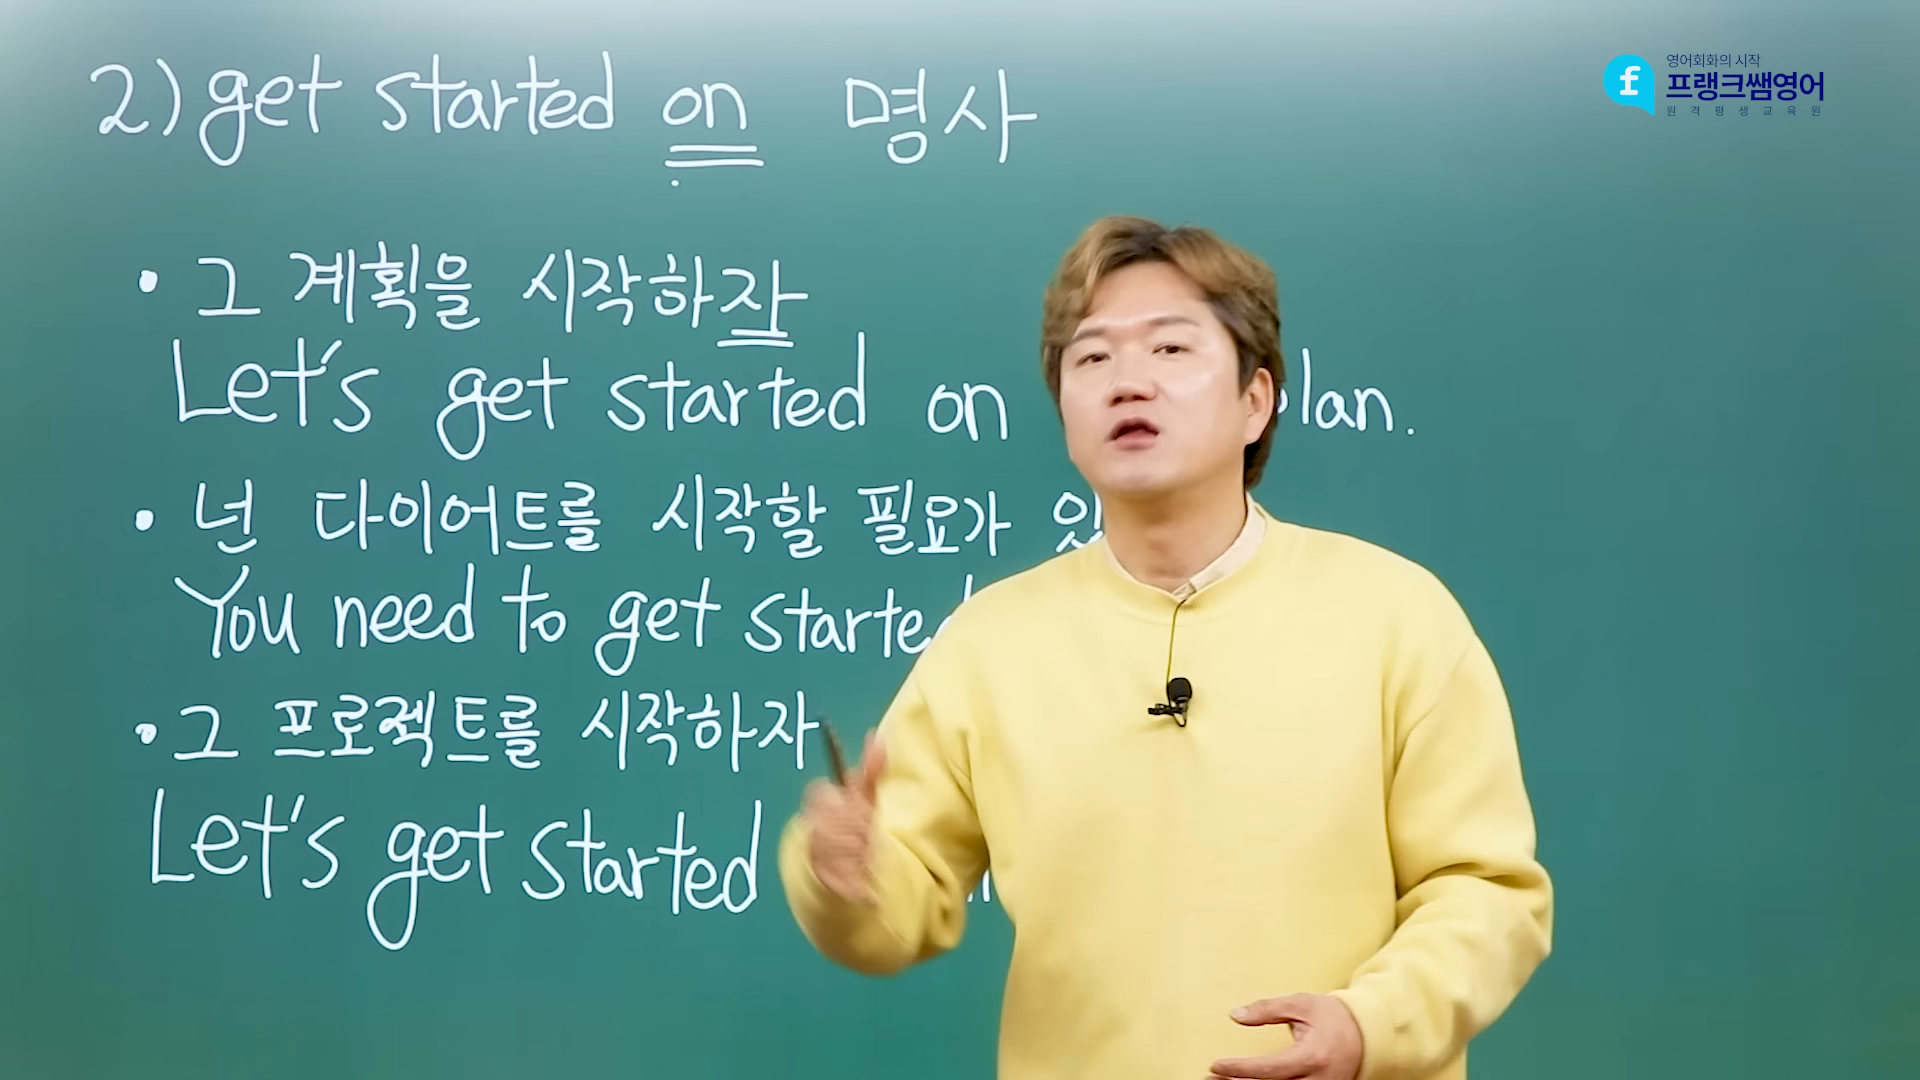 2) get started on 명사
영어회화의 시작
프랭크쌤영어
원격평생교육원
• 그 계획을 시작하자
Let's get started on lan.
• 넌 다이어트를 시작할 필요가
You need to get started
• 그 프로젝트를 시작하자
Let's get started